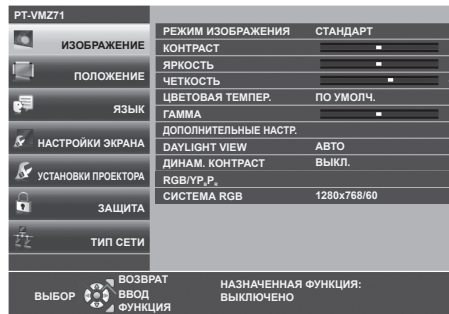 PT-VMZ71
ИЗОБРАЖЕНИЕ
ПОЛОЖЕНИЕ
ЯЗЫК
НАСТРОЙКИ ЭКРАНА
УСТАНОВКИ ПРОЕКТОРА
ЗАЩИТА
ТИП СЕТИ
РЕЖИМ ИЗОБРАЖЕНИЯ СТАНДАРТ
КОНТРАСТ
ЯРКОСТЬ
ЧЕТКОСТЬ
ЦВЕТОВАЯ ТЕМПЕР. ПО УМОЛЧ.
ГАММА
ДОПОЛНИТЕЛЬНЫЕ НАСТР.
DAYLIGHT VIEW АВТО
ДИНАМ. КОНТРАСТ ВЫКЛ.
RGB/YPBPR
СИСТЕМА RGB 1280x768/60
ВЫБОР
ВОЗВРАТ
ВВОД
ФУНКЦИЯ
НАЗНАЧЕННАЯ ФУНКЦИЯ:
ВЫКЛЮЧЕНО